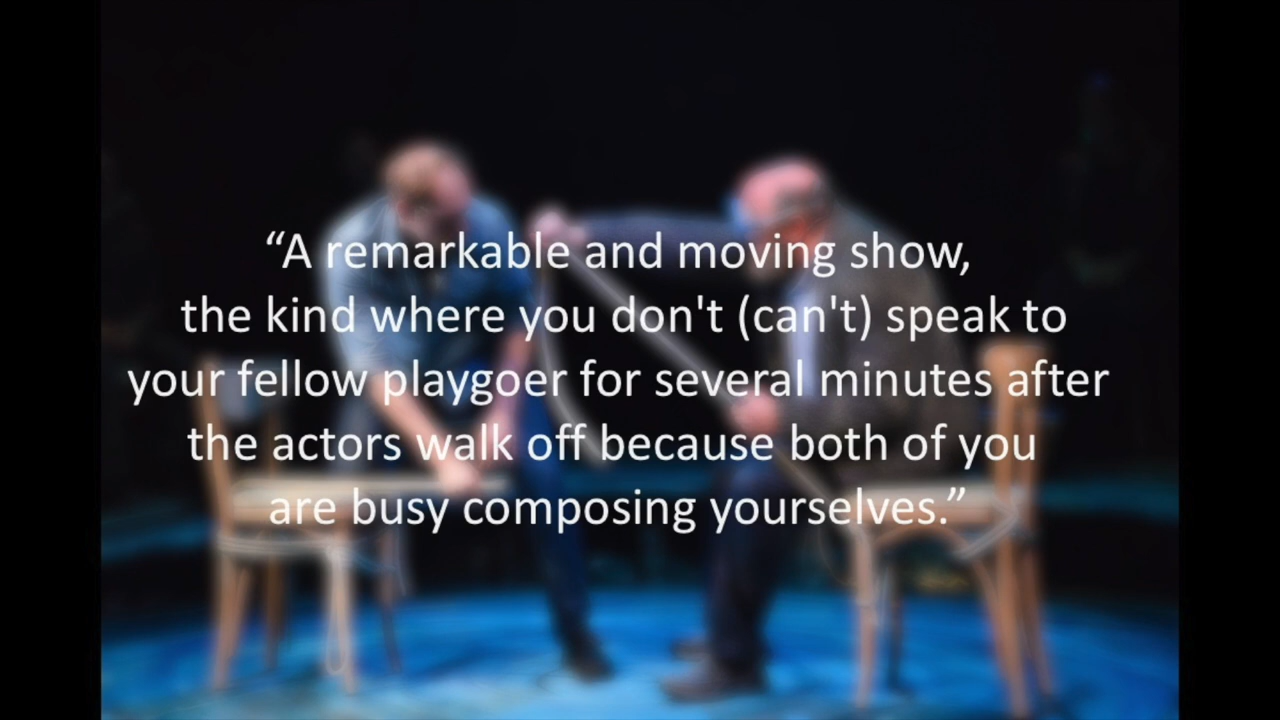 “A remarkable and moving show,
the kind where you don't (can't) speak to
your fellow playgoer for several minutes after
the actors walk off because both of you
are busy composing yourselves.”